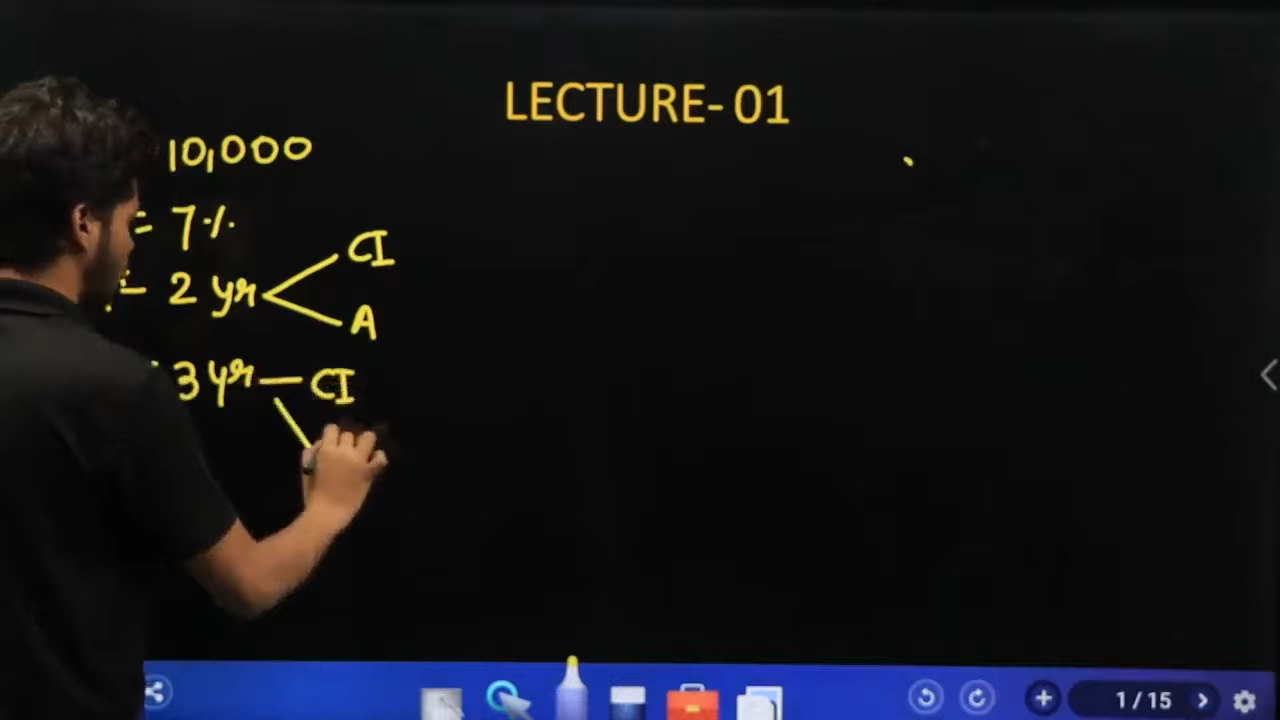 LECTURE- 01
10,000
= 7%
= 2 yr CI
A
3 yr — CI
1 / 15